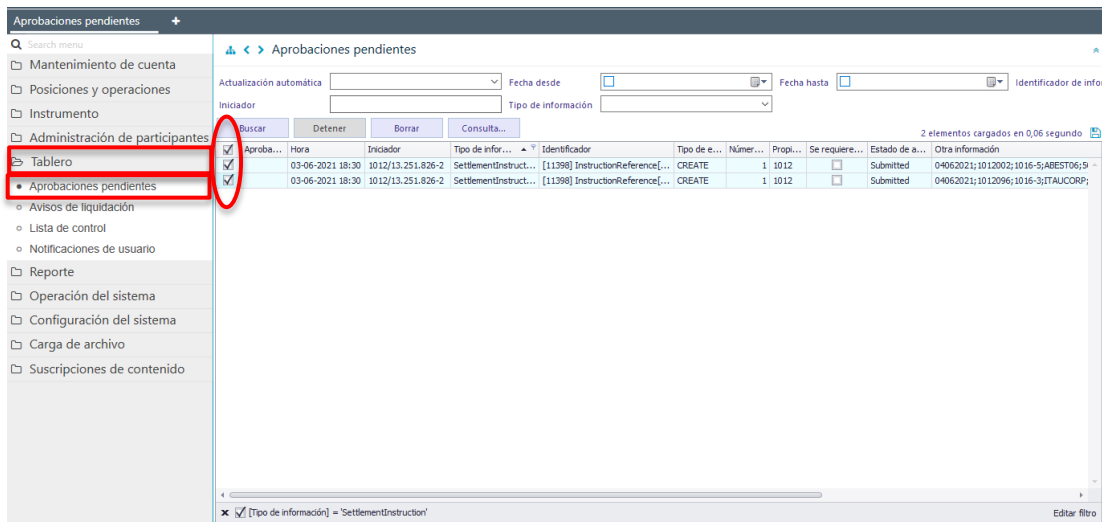 Aprobaciones pendientes +
Search menu
Mantenimiento de cuenta
Posiciones y operaciones
Instrumento
Administración de participantes
Tablero
Aprobaciones pendientes
Avisos de liquidación
Lista de control
Notificaciones de usuario
Reporte
Operación del sistema
Configuración del sistema
Carga de archivo
Suscripciones de contenido
Aprobaciones pendientes
Actualización automática Fecha desde Fecha hasta Identificador de infor
Iniciador Tipo de información
Buscar Detener Borrar Consulta...
2 elementos cargados en 0,06 segundo
Aproba... Hora Iniciador Tipo de infor... Identificador Tipo de e... Númer... Propi... Se requiere... Estado de a... Otra información
03-06-2021 18:30 1012/13.251.826-2 SettlementInstruct... [11398] InstructionReference[... CREATE 1 1012 Submitted 04062021;1012002;1016-5;ABEST06;5
03-06-2021 18:30 1012/13.251.826-2 SettlementInstruct... [11398] InstructionReference[... CREATE 1 1012 Submitted 04062021;1012096;1016-3;ITAUCORP;
[Tipo de información] = 'SettlementInstruction' Editar filtro